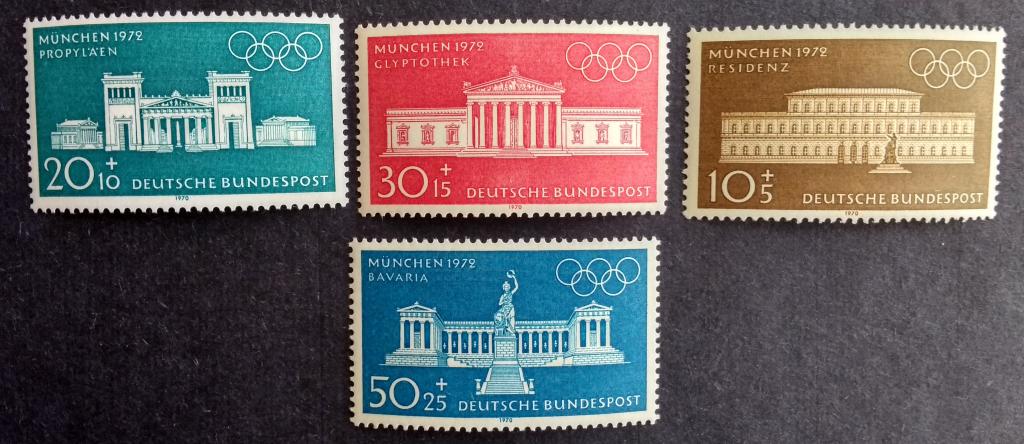 MÜNCHEN 1972
PROPYLÄEN
20+10 DEUTSCHE BUNDESPOST
1970
MÜNCHEN 1972
GLYPTOTHEK
30+15 DEUTSCHE BUNDESPOST
1970
MÜNCHEN 1972
RESIDENZ
10+5 DEUTSCHE BUNDESPOST
1970
MÜNCHEN 1972
BAVARIA
50+25 DEUTSCHE BUNDESPOST
1970